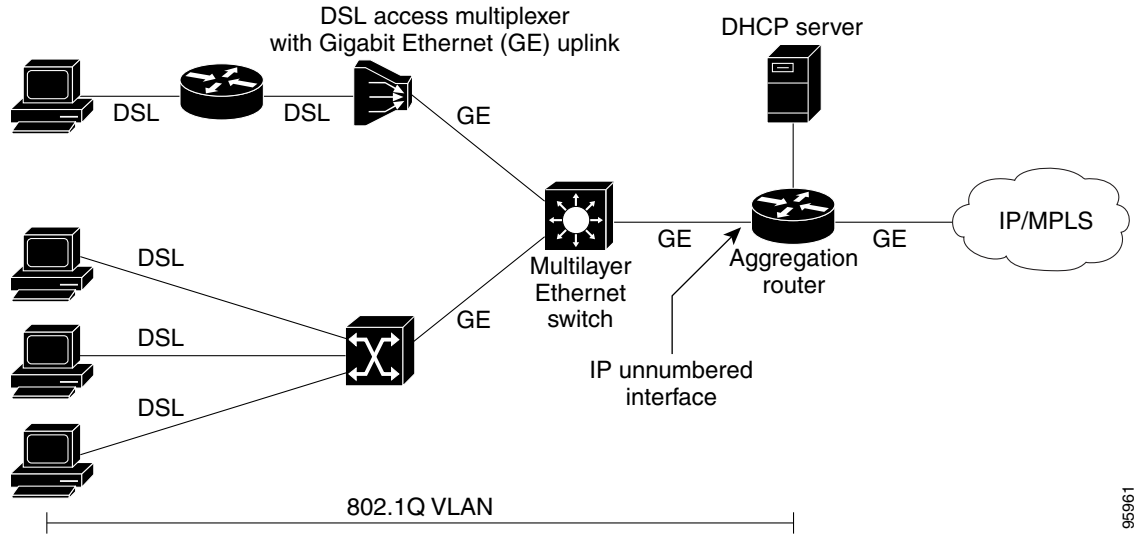 DSL access multiplexer
with Gigabit Ethernet (GE) uplink
DHCP server
DSL
DSL
GE
IP/MPLS
GE
GE
Multilayer
Ethernet
switch
Aggregation
router
DSL
GE
DSL
IP unnumbered
interface
DSL
802.1Q VLAN
95961